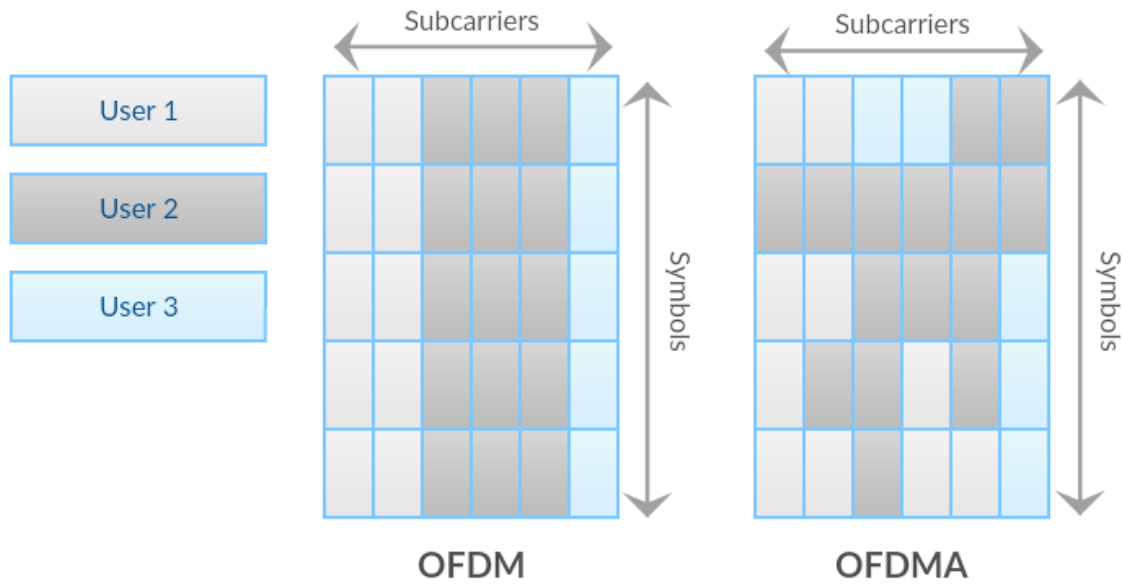 Subcarriers
Subcarriers
User 1
User 2
User 3
Symbols
Symbols
OFDM
OFDMA